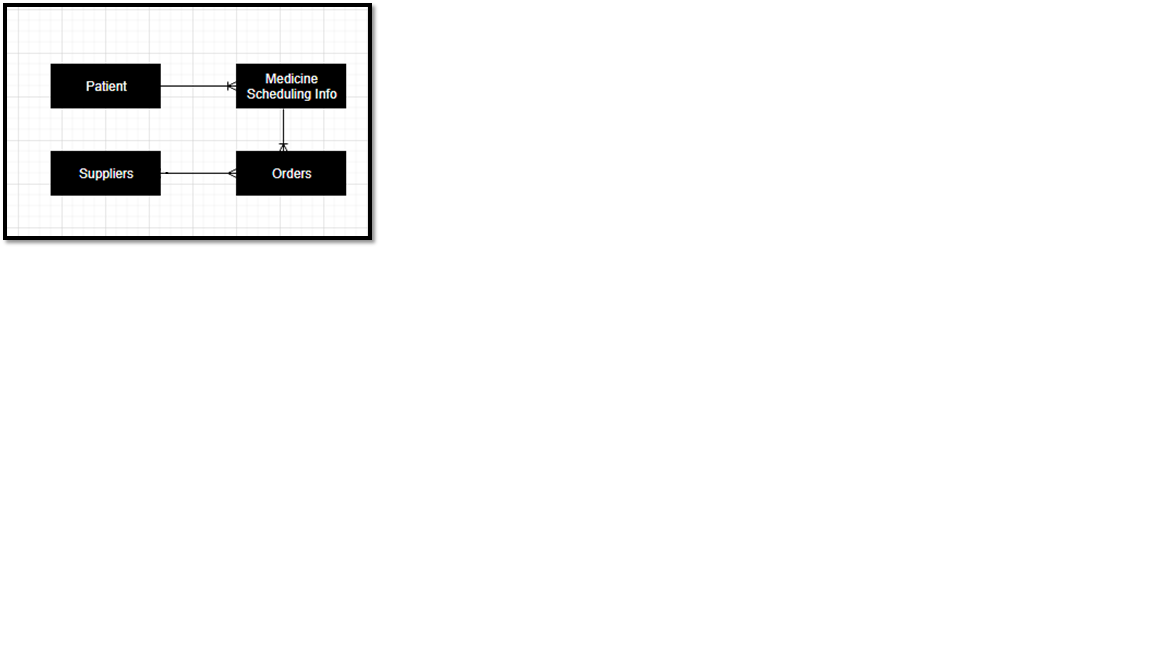 Patient
Medicine
Scheduling Info
Suppliers
Orders